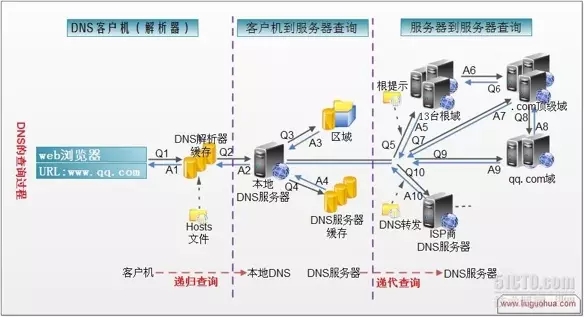 DNS客户机（解析器）
客户机到服务器查询
服务器到服务器查询
DNS的查询过程
web浏览器
URL:www.qq.com
Q1
A1
DNS解析器
缓存
Hosts
文件
Q2
A2
本地
DNS服务器
Q3
A3
区域
A4
Q4
DNS服务器
缓存
根提示
13台根域
Q5
A5
A6
Q6
.com顶级域
Q7
A7
Q8
A8
Q9
A9
qq.com域
Q10
A10
DNS转发
ISP商
DNS服务器
客户机
递归查询
本地DNS
DNS服务器
递代查询
DNS服务器
51CTO.com
www.liuguohua.com